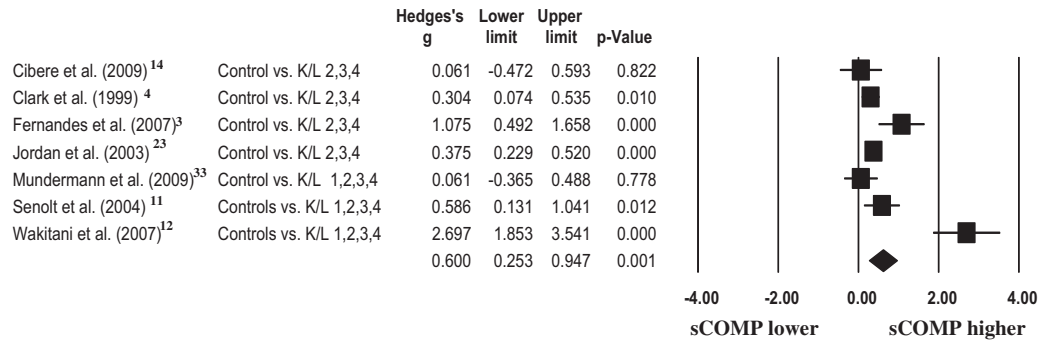 Hedges's Lower Upper
g limit limit p-Value
Cibere et al. (2009) 14 Control vs. K/L 2,3,4 0.061 -0.472 0.593 0.822
Clark et al. (1999) 4 Control vs. K/L 2,3,4 0.304 0.074 0.535 0.010
Fernandes et al. (2007)3 Control vs. K/L 2,3,4 1.075 0.492 1.658 0.000
Jordan et al. (2003) 23 Control vs. K/L 2,3,4 0.375 0.229 0.520 0.000
Mundermann et al. (2009)33 Control vs. K/L 1,2,3,4 0.061 -0.365 0.488 0.778
Senolt et al. (2004) 11 Controls vs. K/L 1,2,3,4 0.586 0.131 1.041 0.012
Wakitani et al. (2007)12 Controls vs. K/L 1,2,3,4 2.697 1.853 3.541 0.000
0.600 0.253 0.947 0.001
-4.00 -2.00 0.00 2.00 4.00
sCOMP lower sCOMP higher